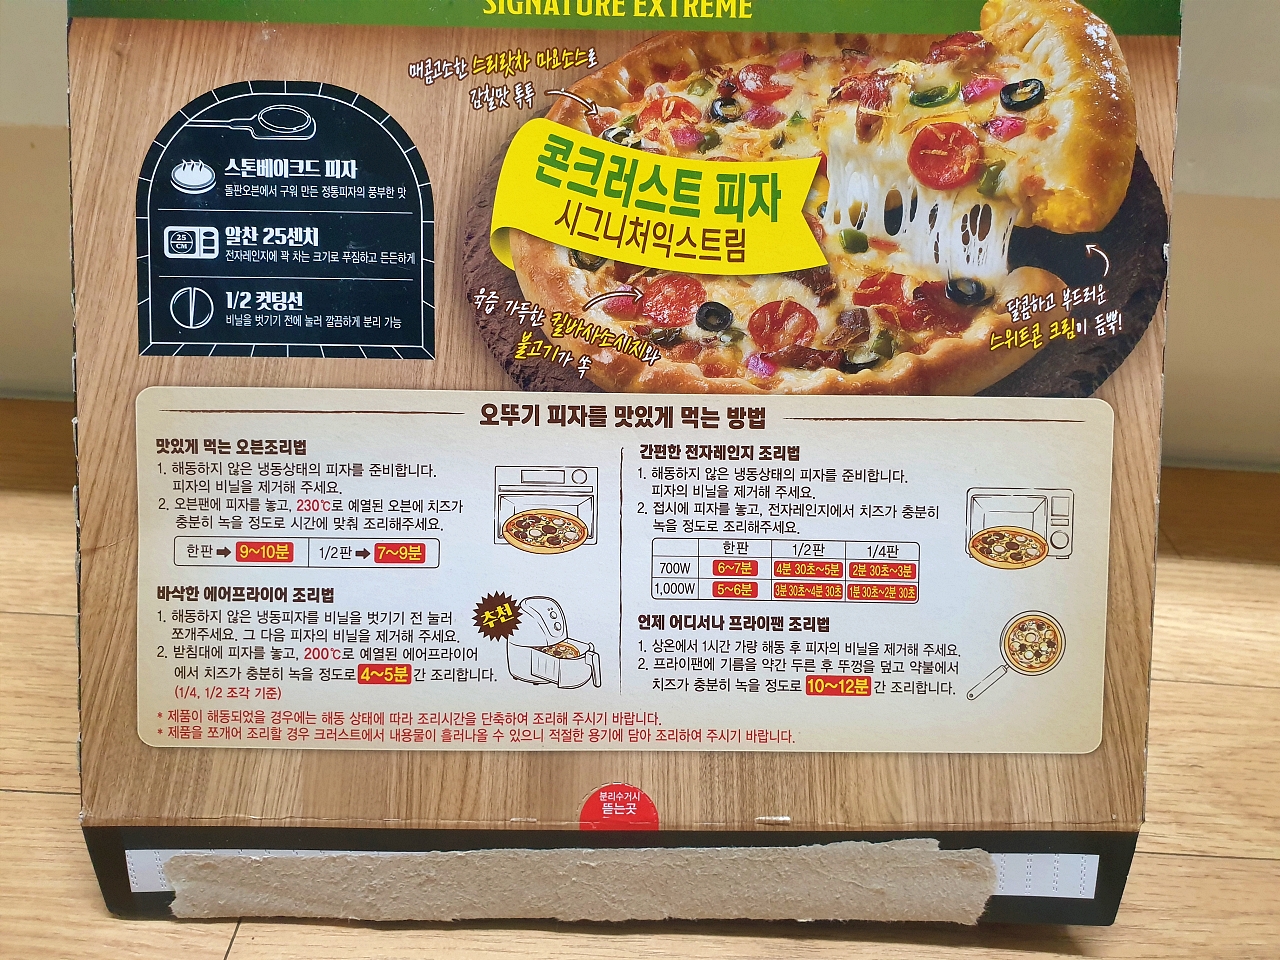 SIGNATURE EXTREME
매콤고소한 스리랏차 마요소스로
감칠맛 톡톡
스톤베이크드 피자
돌판오븐에서 구워 만든 정통피자의 풍부한 맛
25
CM
알찬 25센치
전자레인지에 꽉 차는 크기로 푸짐하고 든든하게
1/2 컷팅선
비닐을 벗기기 전에 눌러 깔끔하게 분리 가능
콘크러스트 피자
시그니처익스트림
육즙 가득한 킬바사소시지와
불고기가 쏙
달콤하고 부드러운
스위트콘 크림이 듬뿍!
오뚜기 피자를 맛있게 먹는 방법
맛있게 먹는 오븐조리법
1. 해동하지 않은 냉동상태의 피자를 준비합니다.
피자의 비닐을 제거해 주세요.
2. 오븐팬에 피자를 놓고, 230℃로 예열된 오븐에 치즈가
충분히 녹을 정도로 시간에 맞춰 조리해주세요.
한판 ➡ 9~10분 1/2판 ➡ 7~9분
바삭한 에어프라이어 조리법
1. 해동하지 않은 냉동피자를 비닐을 벗기기 전 눌러
쪼개주세요. 그 다음 피자의 비닐을 제거해 주세요.
2. 받침대에 피자를 놓고, 200℃로 예열된 에어프라이어
에서 치즈가 충분히 녹을 정도로 4~5분 간 조리합니다.
(1/4, 1/2 조각 기준)
추천
간편한 전자레인지 조리법
1. 해동하지 않은 냉동상태의 피자를 준비합니다.
피자의 비닐을 제거해 주세요.
2. 접시에 피자를 놓고, 전자레인지에서 치즈가 충분히
녹을 정도로 조리해주세요.
한판 1/2판 1/4판
700W 6~7분 4분 30초~5분 2분 30초~3분
1,000W 5~6분 3분 30초~4분 30초 1분 30초~2분 30초
언제 어디서나 프라이팬 조리법
1. 상온에서 1시간 가량 해동 후 피자의 비닐을 제거해 주세요.
2. 프라이팬에 기름을 약간 두른 후 뚜껑을 덮고 약불에서
치즈가 충분히 녹을 정도로 10~12분 간 조리합니다.
* 제품이 해동되었을 경우에는 해동 상태에 따라 조리시간을 단축하여 조리해 주시기 바랍니다.
* 제품을 쪼개어 조리할 경우 크러스트에서 내용물이 흘러나올 수 있으니 적절한 용기에 담아 조리하여 주시기 바랍니다.
분리수거시
뜯는곳